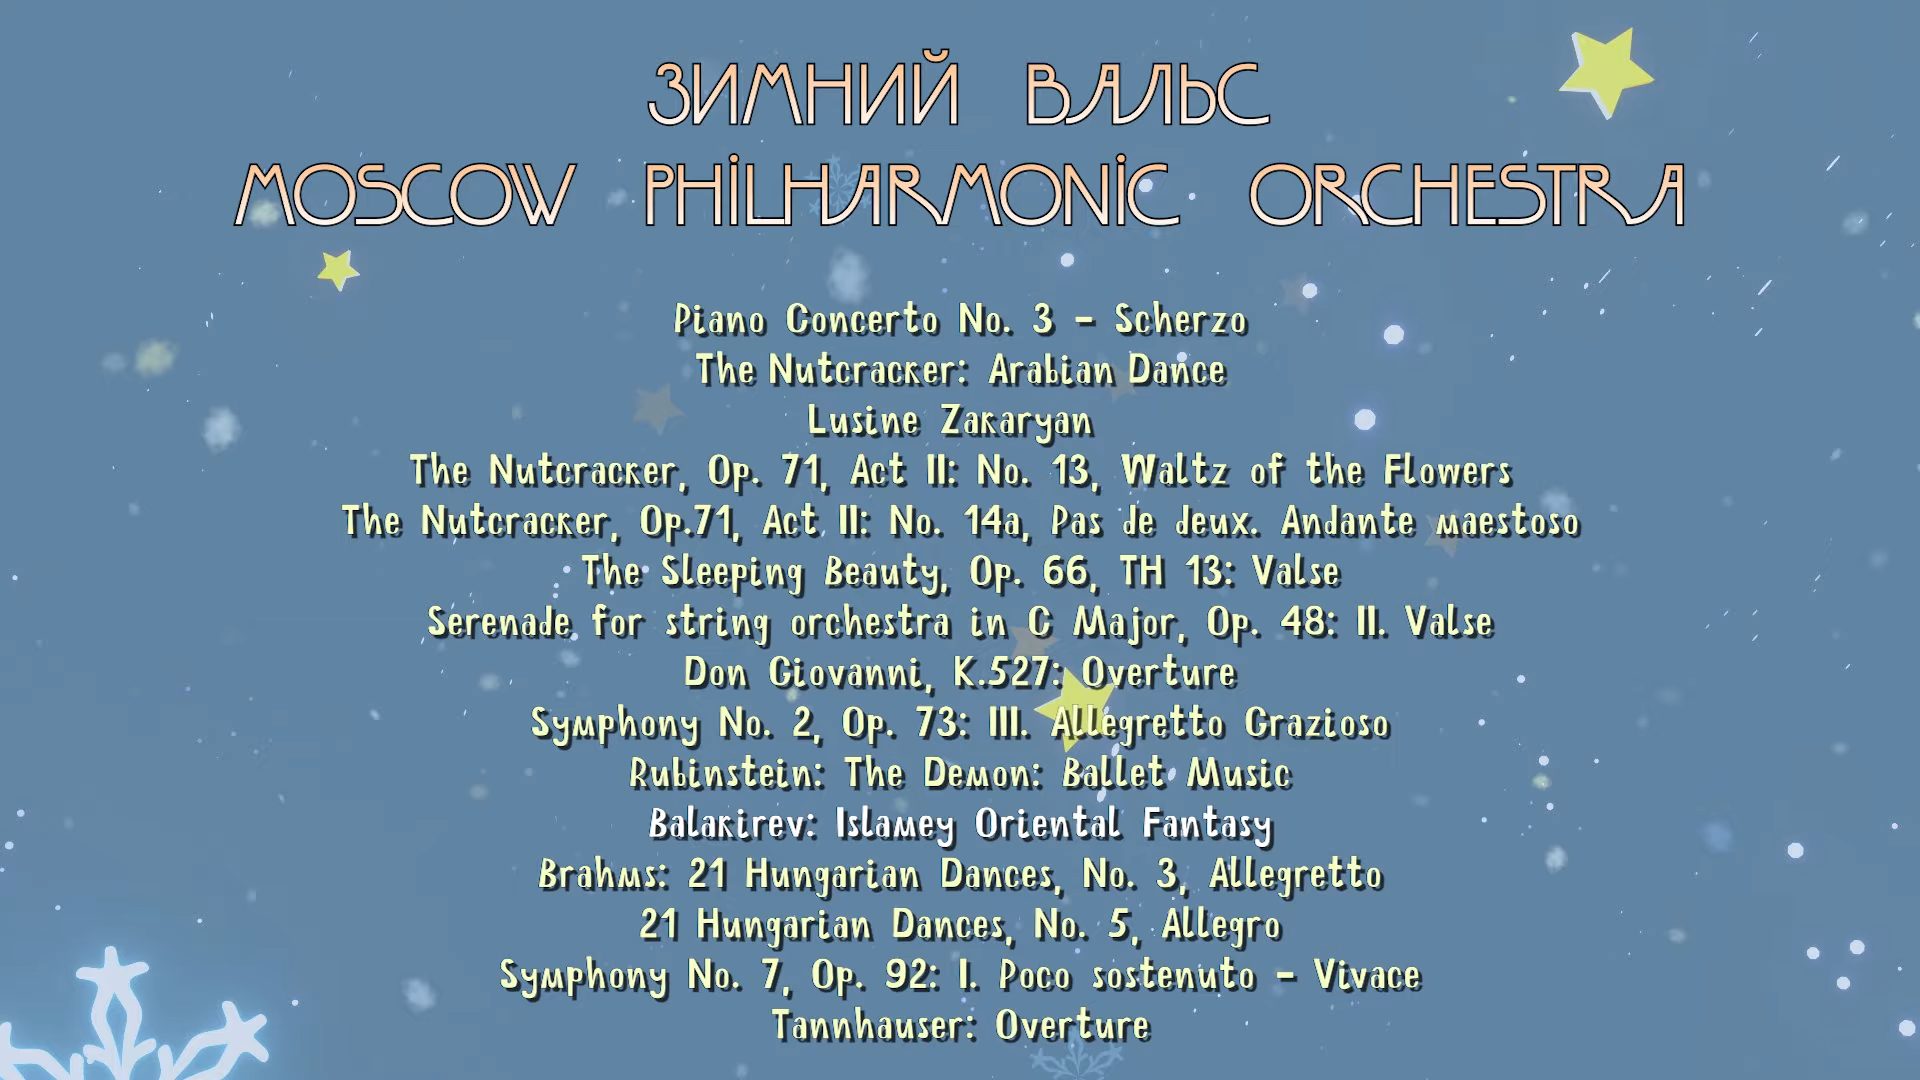 ЗИМНИЙ ВАЛЬС
MOSCOW PHILHARMONIC ORCHESTRA
Piano Concerto No. 3 - Scherzo
The Nutcracker: Arabian Dance
Lusine Zakaryan
The Nutcracker, Op. 71, Act II: No. 13, Waltz of the Flowers
The Nutcracker, Op.71, Act II: No. 14a, Pas de deux. Andante maestoso
The Sleeping Beauty, Op. 66, TH 13: Valse
Serenade for string orchestra in C Major, Op. 48: II. Valse
Don Giovanni, K.527: Overture
Symphony No. 2, Op. 73: III. Allegretto Grazioso
Rubinstein: The Demon: Ballet Music
Balakirev: Islamey Oriental Fantasy
Brahms: 21 Hungarian Dances, No. 3, Allegretto
21 Hungarian Dances, No. 5, Allegro
Symphony No. 7, Op. 92: I. Poco sostenuto - Vivace
Tannhauser: Overture